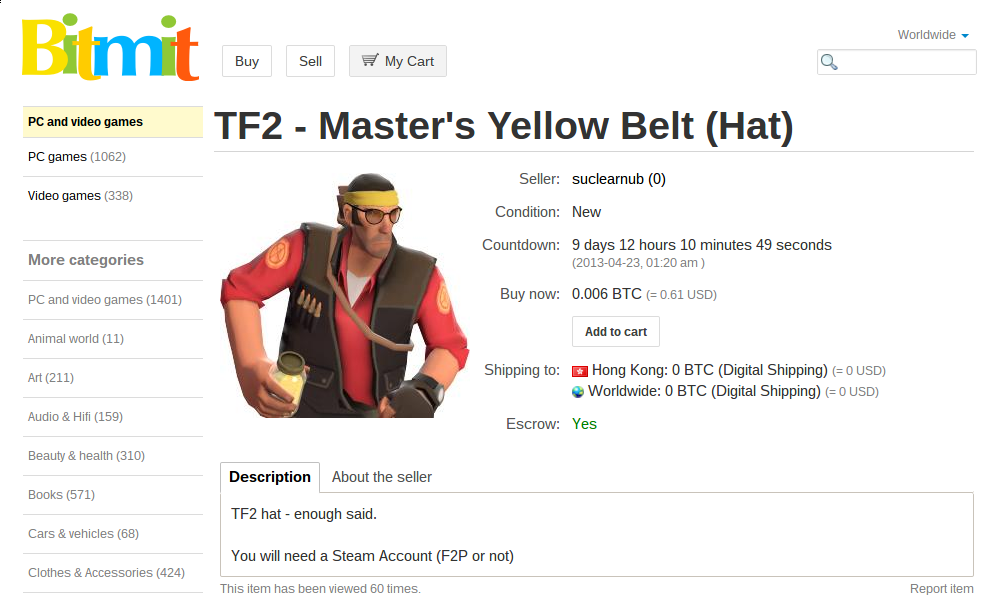 Bitmit
Buy
Sell
My Cart
Worldwide
PC and video games
PC games (1062)
Video games (338)
More categories
PC and video games (1401)
Animal world (11)
Art (211)
Audio & Hifi (159)
Beauty & health (310)
Books (571)
Cars & vehicles (68)
Clothes & Accessories (424)
TF2 - Master's Yellow Belt (Hat)
Seller: suclearnub (0)
Condition: New
Countdown: 9 days 12 hours 10 minutes 49 seconds
(2013-04-23, 01:20 am )
Buy now: 0.006 BTC (= 0.61 USD)
Add to cart
Shipping to: Hong Kong: 0 BTC (Digital Shipping) (= 0 USD)
Worldwide: 0 BTC (Digital Shipping) (= 0 USD)
Escrow: Yes
Description
About the seller
TF2 hat - enough said.
You will need a Steam Account (F2P or not)
This item has been viewed 60 times.
Report item